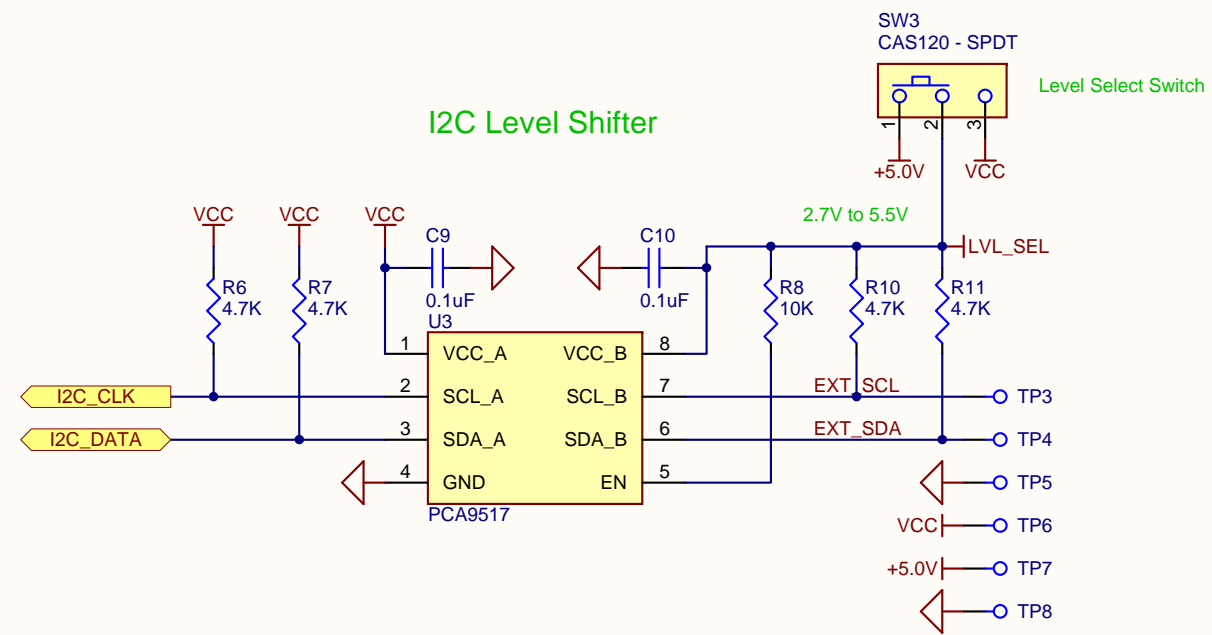 SW3
CAS120 - SPDT
Level Select Switch
I2C Level Shifter
1
2
3
+5.0V
VCC
VCC
VCC
VCC
2.7V to 5.5V
C9
C10
LVL_SEL
R6
4.7K
R7
4.7K
0.1uF
0.1uF
R8
10K
R10
4.7K
R11
4.7K
U3
1
VCC_A
VCC_B
8
I2C_CLK
2
SCL_A
SCL_B
7
EXT_SCL
TP3
I2C_DATA
3
SDA_A
SDA_B
6
EXT_SDA
TP4
4
GND
EN
5
TP5
PCA9517
VCC
TP6
+5.0V
TP7
TP8